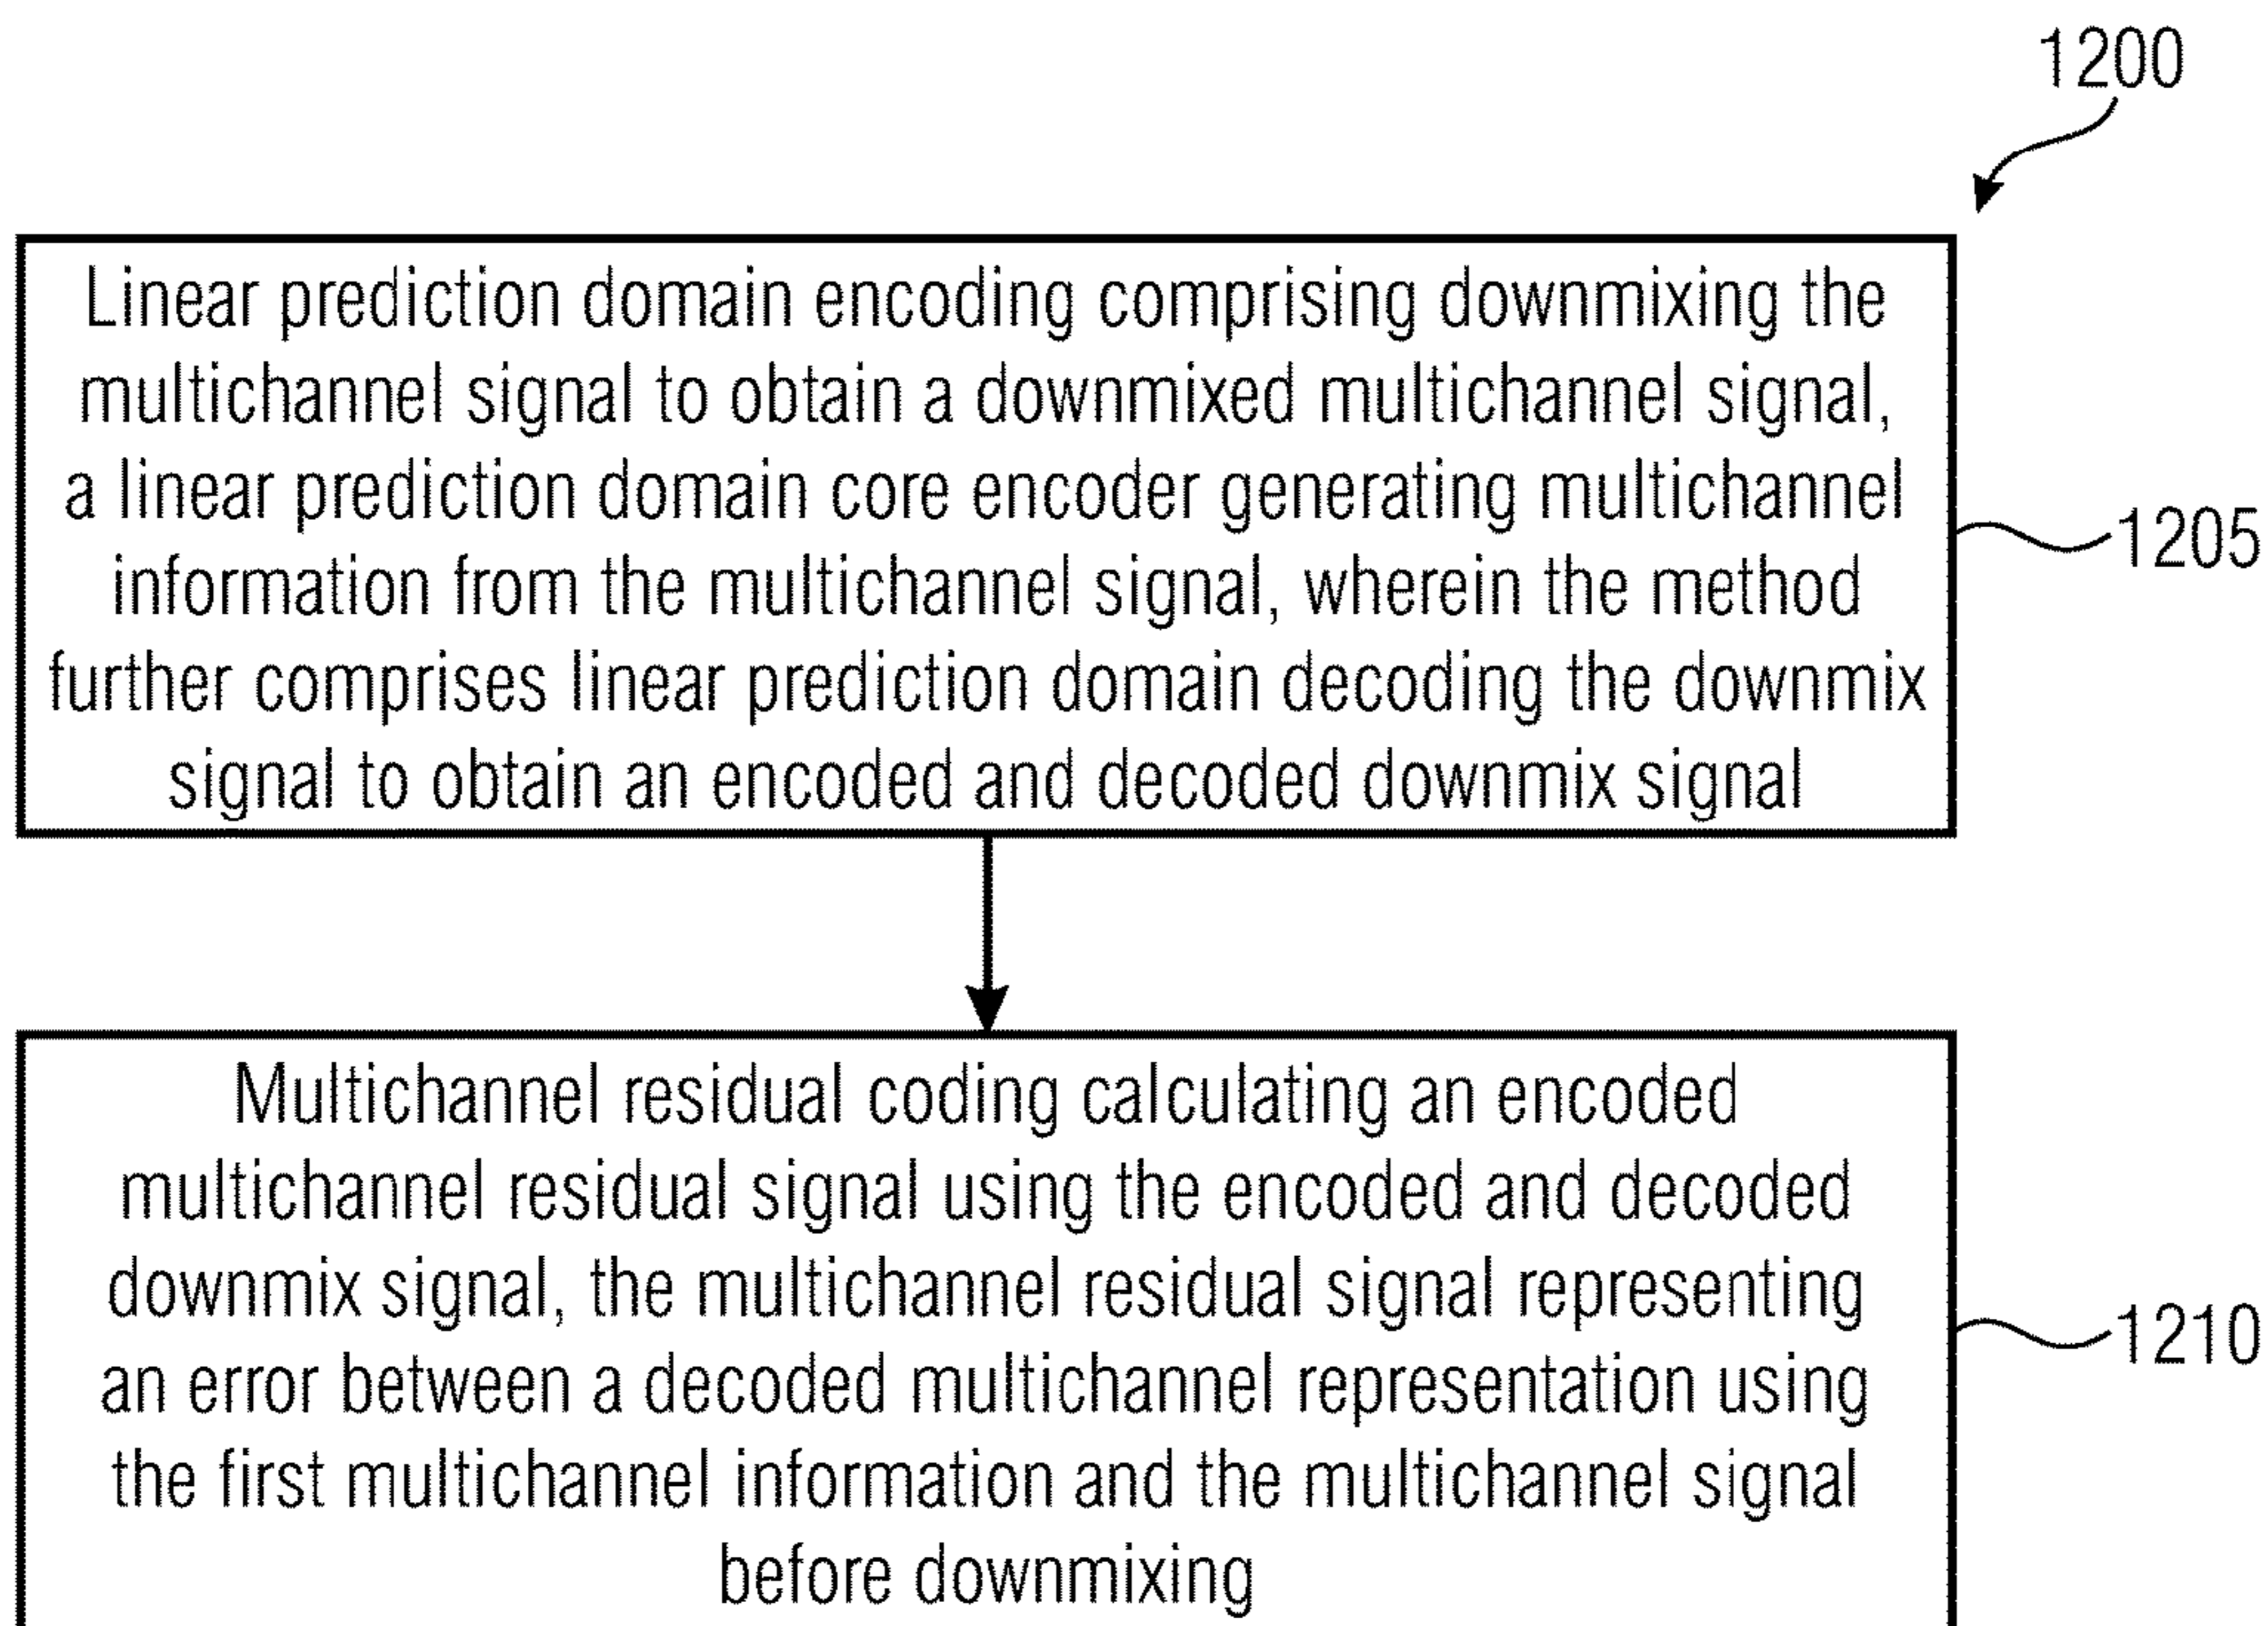 1200
Linear prediction domain encoding comprising downmixing the
multichannel signal to obtain a downmixed multichannel signal,
a linear prediction domain core encoder generating multichannel
information from the multichannel signal, wherein the method
further comprises linear prediction domain decoding the downmix
signal to obtain an encoded and decoded downmix signal
1205
Multichannel residual coding calculating an encoded
multichannel residual signal using the encoded and decoded
downmix signal, the multichannel residual signal representing
an error between a decoded multichannel representation using
the first multichannel information and the multichannel signal
before downmixing
1210